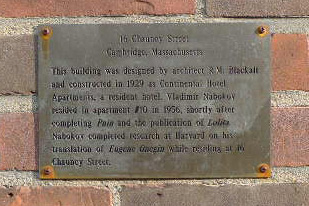 16 Chauncy Street
Cambridge, Massachusetts
This building was designed by architect R.M. Blackall
and constructed in 1929 as Continental Hotel
Apartments, a resident hotel. Vladimir Nabokov
resided in apartment #10 in 1956, shortly after
completing Pnin and the publication of Lolita.
Nabokov completed research at Harvard on his
translation of Eugene Onegin while residing at 16
Chauncy Street.